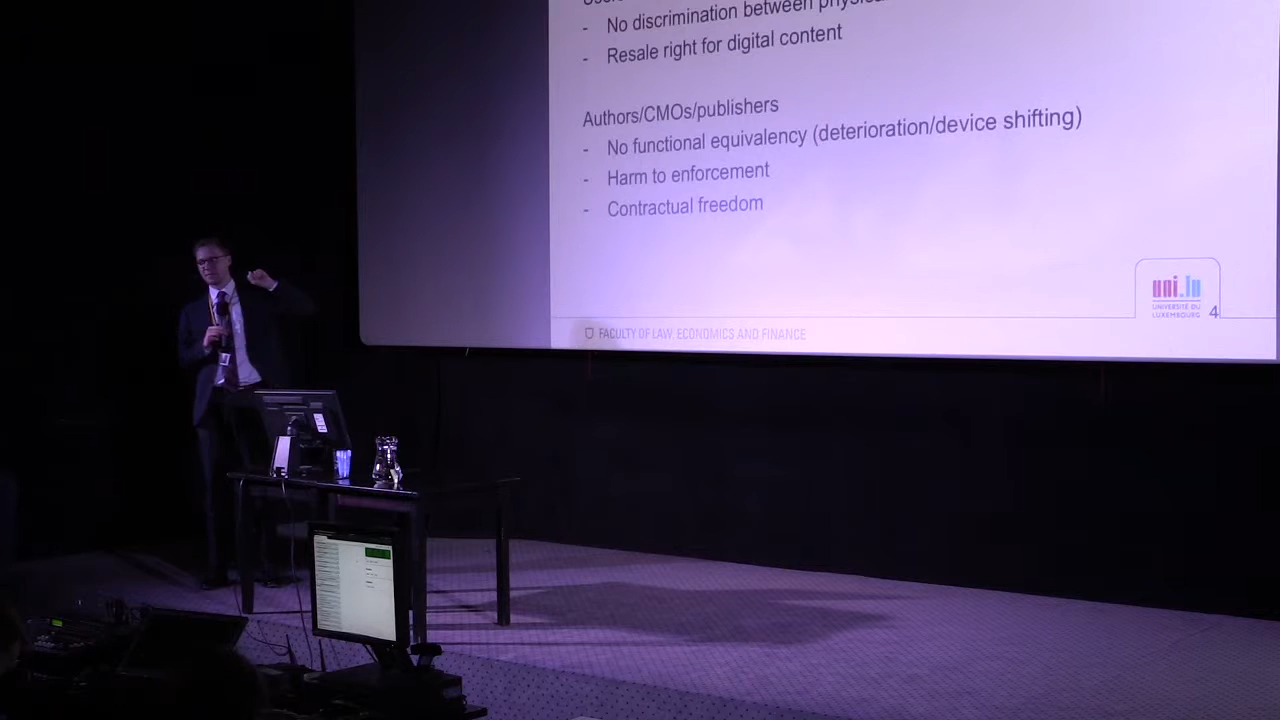 - No discrimination between
- Resale right for digital content
Authors/CMOs/publishers
- No functional equivalency (deterioration/device shifting)
- Harm to enforcement
- Contractual freedom
uni.lu
UNIVERSITÉ DU
LUXEMBOURG
4
FACULTY OF LAW, ECONOMICS AND FINANCE